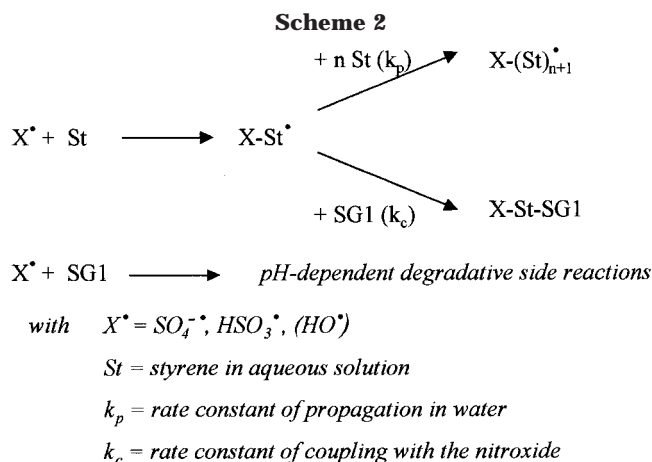 Scheme 2
+ n St (kₚ) X-(St)ₙ₊₁•
X• + St X-St•
+ SG1 (k꜀) X-St-SG1
X• + SG1 pH-dependent degradative side reactions
with X• = SO₄⁻•, HSO₃•, (HO•)
St = styrene in aqueous solution
kₚ = rate constant of propagation in water
k꜀ = rate constant of coupling with the nitroxide